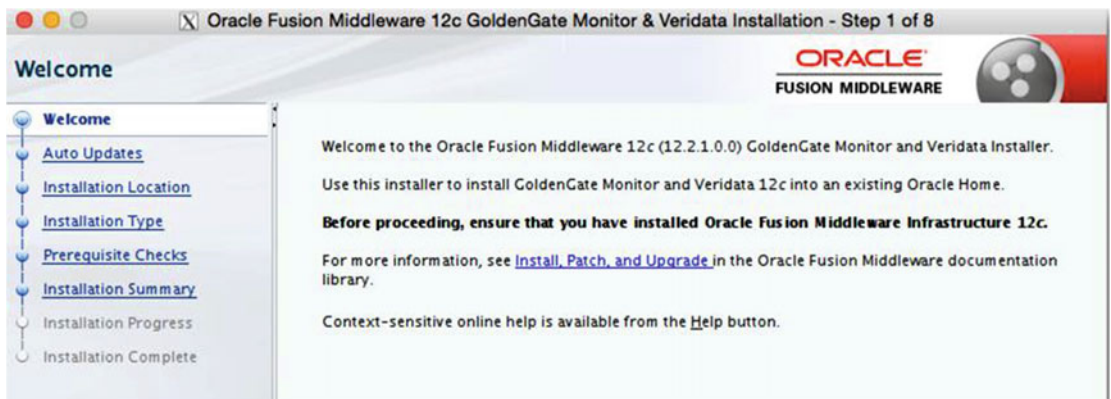 X Oracle Fusion Middleware 12c GoldenGate Monitor & Veridata Installation - Step 1 of 8
Welcome
ORACLE
FUSION MIDDLEWARE
Welcome
Auto Updates
Installation Location
Installation Type
Prerequisite Checks
Installation Summary
Installation Progress
Installation Complete
Welcome to the Oracle Fusion Middleware 12c (12.2.1.0.0) GoldenGate Monitor and Veridata Installer.
Use this installer to install GoldenGate Monitor and Veridata 12c into an existing Oracle Home.
Before proceeding, ensure that you have installed Oracle Fusion Middleware Infrastructure 12c.
For more information, see Install, Patch, and Upgrade in the Oracle Fusion Middleware documentation
library.
Context-sensitive online help is available from the Help button.